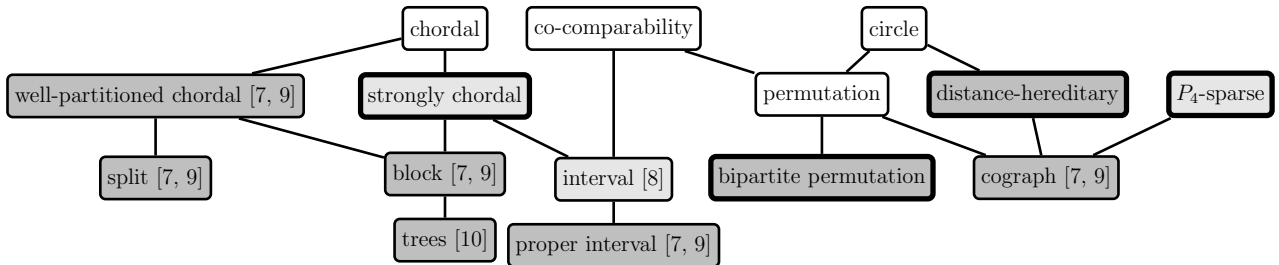 chordal
co-comparability
circle
well-partitioned chordal [7, 9]
strongly chordal
permutation
distance-hereditary
P₄-sparse
split [7, 9]
block [7, 9]
interval [8]
bipartite permutation
cograph [7, 9]
trees [10]
proper interval [7, 9]